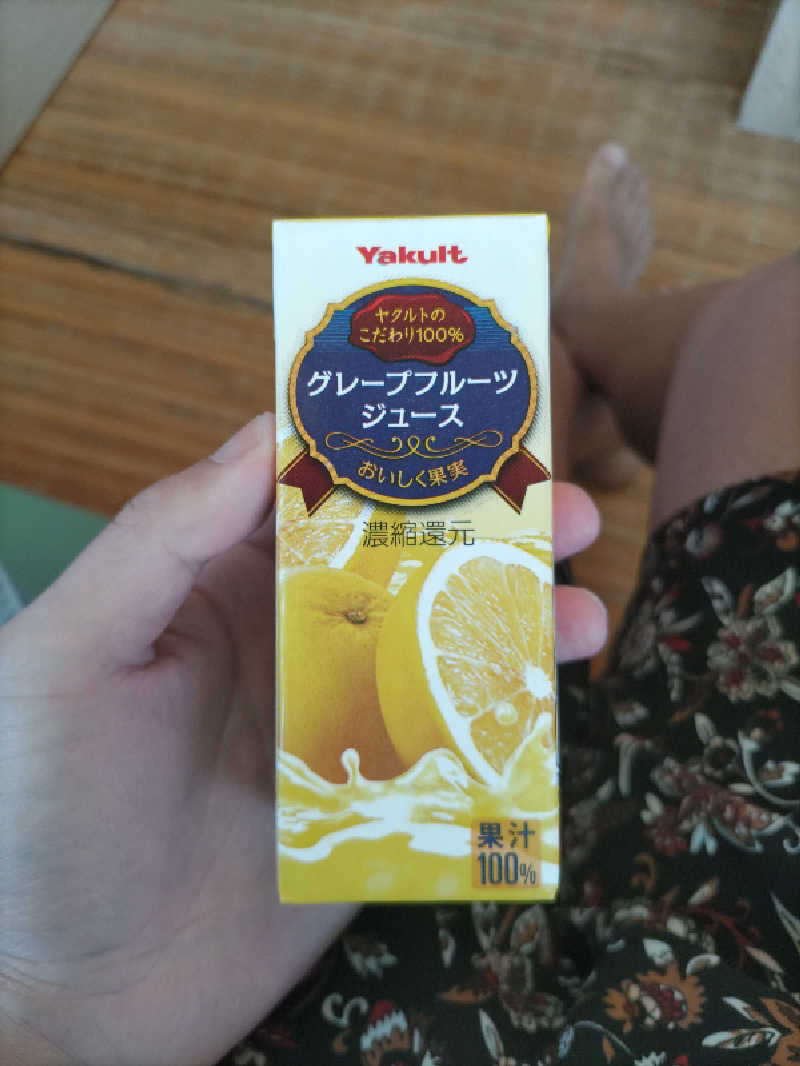 Yakult
ヤクルトの
こだわり100%
グレープフルーツ
ジュース
おいしく果実
濃縮還元
果汁
100%